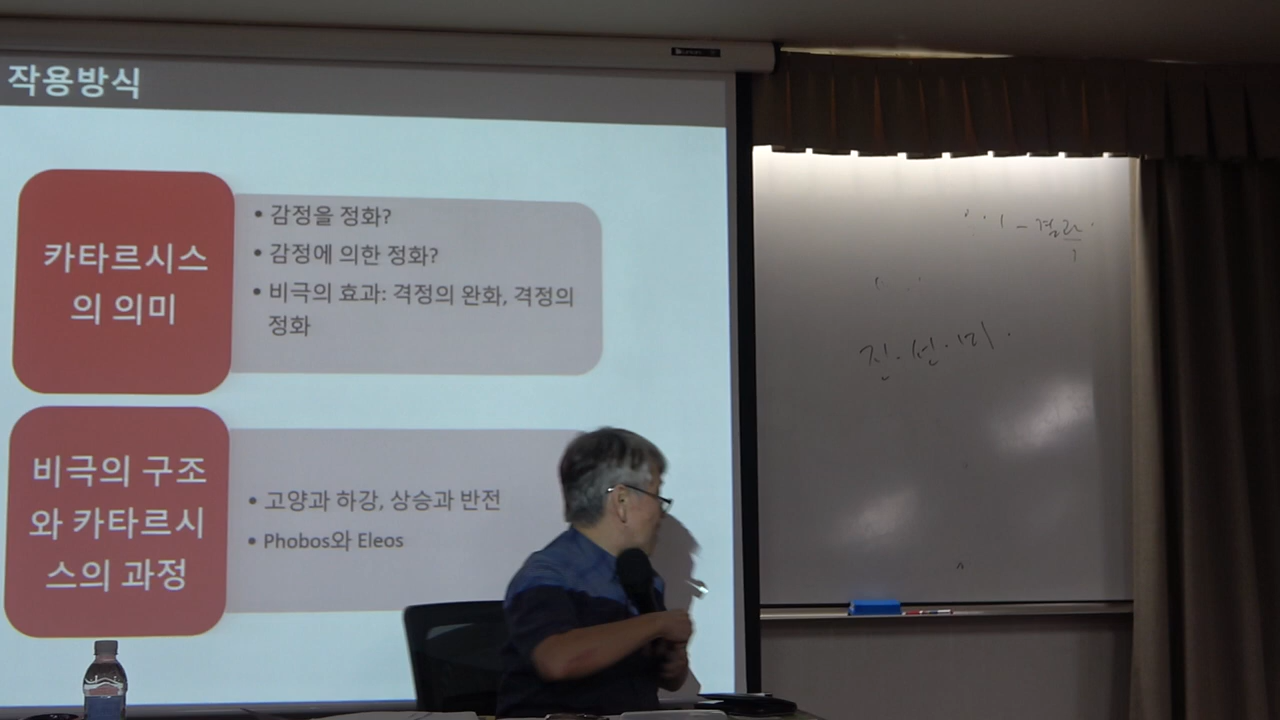 작용방식
카타르시스
의 의미
• 감정을 정화?
• 감정에 의한 정화?
• 비극의 효과: 격정의 완화, 격정의
정화
비극의 구조
와 카타르시
스의 과정
• 고양과 하강, 상승과 반전
• Phobos와 Eleos
진·선·미·